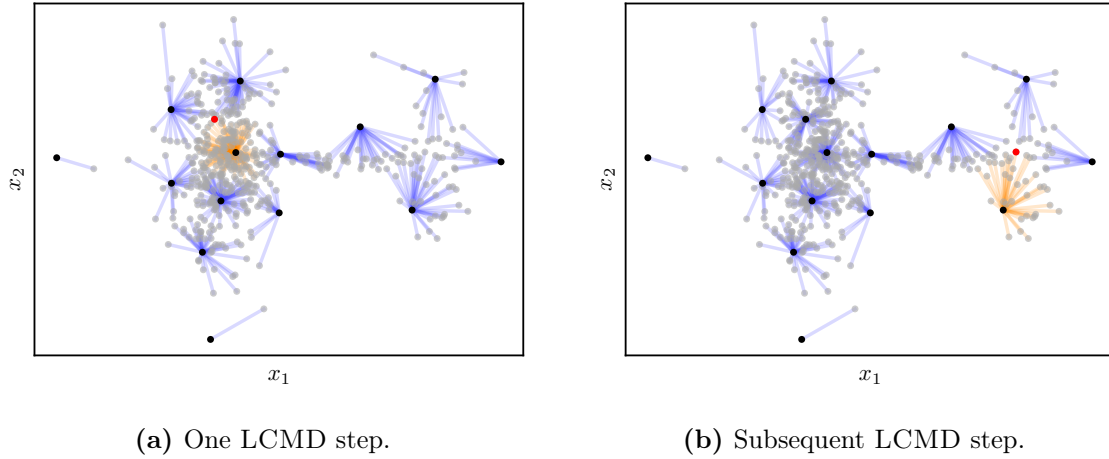 x₂
x₁
(a) One LCMD step.
x₂
x₁
(b) Subsequent LCMD step.